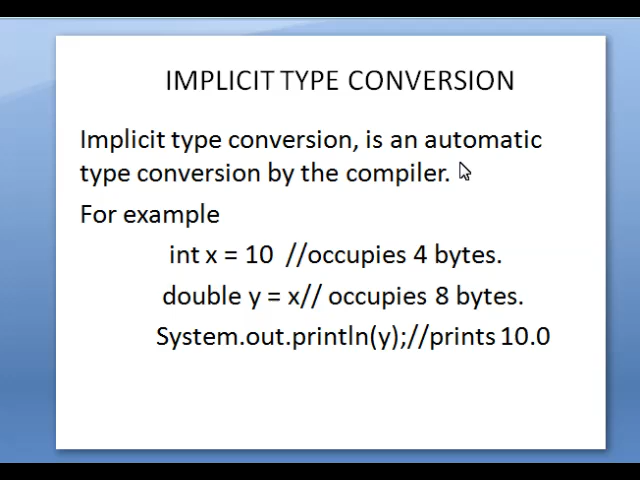 IMPLICIT TYPE CONVERSION
Implicit type conversion, is an automatic
type conversion by the compiler.
For example
int x = 10  //occupies 4 bytes.
double y = x// occupies 8 bytes.
System.out.println(y);//prints 10.0